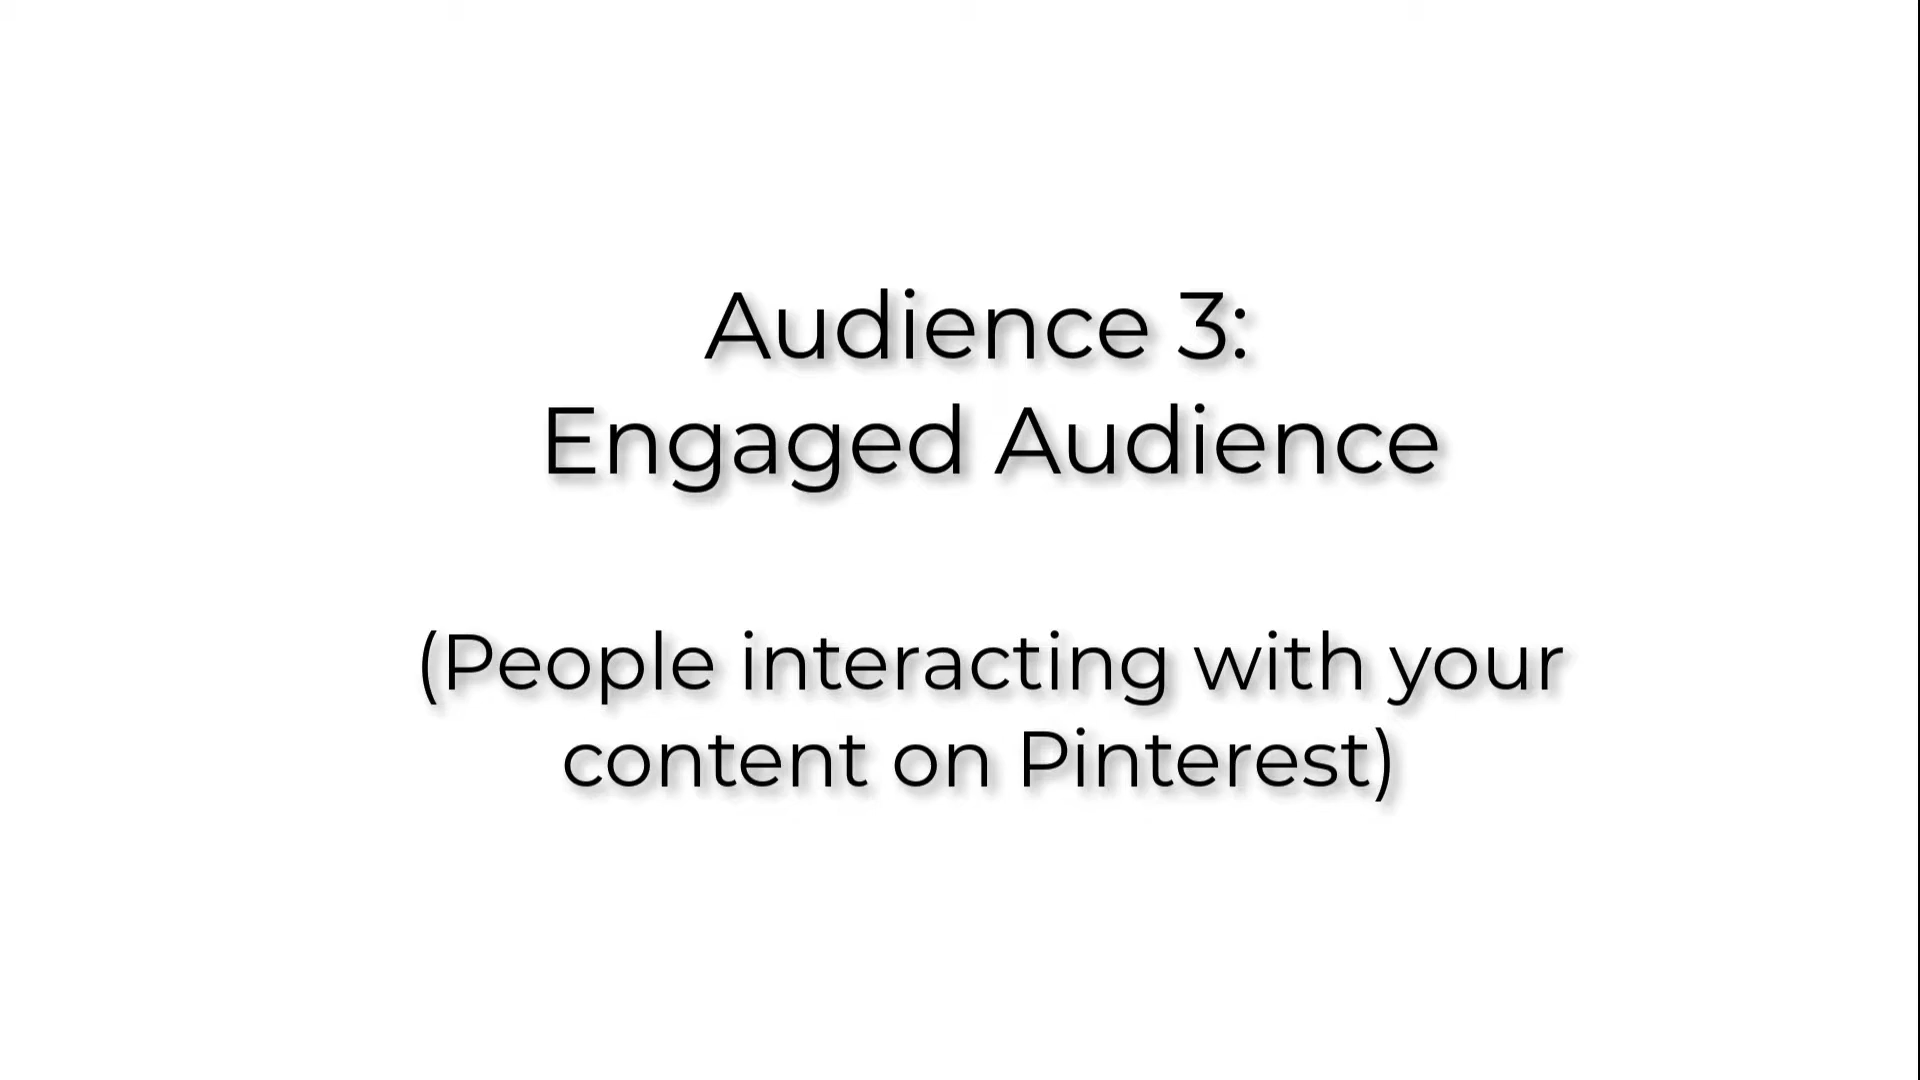 Audience 3:
Engaged Audience
(People interacting with your
content on Pinterest)